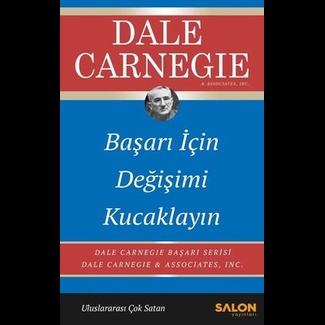 DALE
CARNEGIE
& ASSOCIATES, INC.
Başarı İçin
Değişimi
Kucaklayın
DALE CARNEGIE BAŞARI SERİSİ
DALE CARNEGIE & ASSOCIATES, INC.
Uluslararası Çok Satan
SALON
yayınları